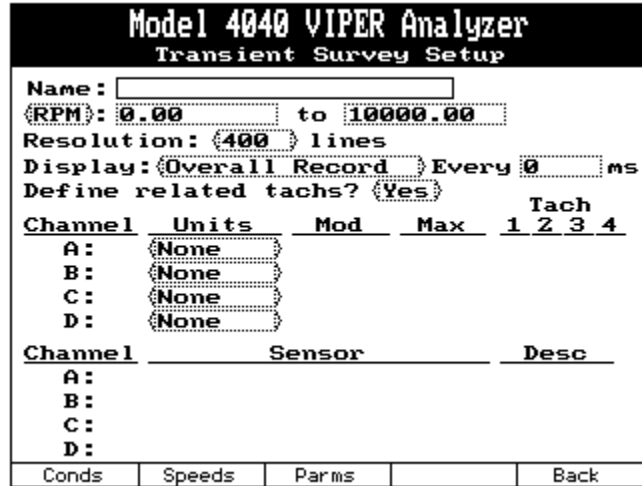 Model 4040 VIPER Analyzer
Transient Survey Setup
Name:
RPM: 0.00 to 10000.00
Resolution: 400 lines
Display: Overall Record Every 0 ms
Define related tachs? Yes
Tach
Channel Units Mod Max 1 2 3 4
A: None
B: None
C: None
D: None
Channel Sensor Desc
A:
B:
C:
D:
Conds Speeds Parms Back